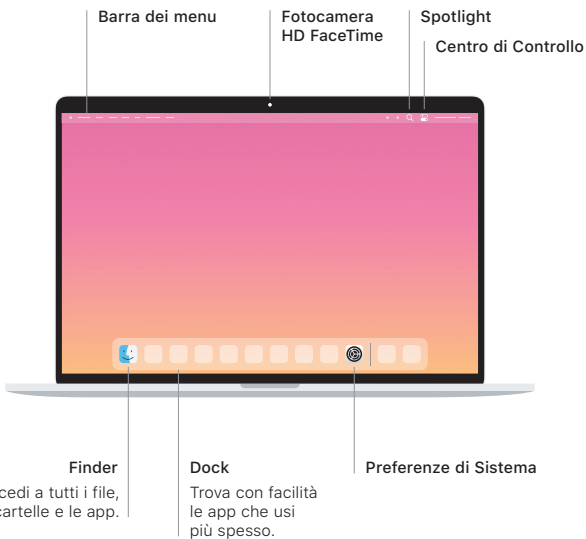 Barra dei menu
Fotocamera
HD FaceTime
Spotlight
Centro di Controllo
Finder
cedi a tutti i file,
cartelle e le app.
Dock
Trova con facilità
le app che usi
più spesso.
Preferenze di Sistema